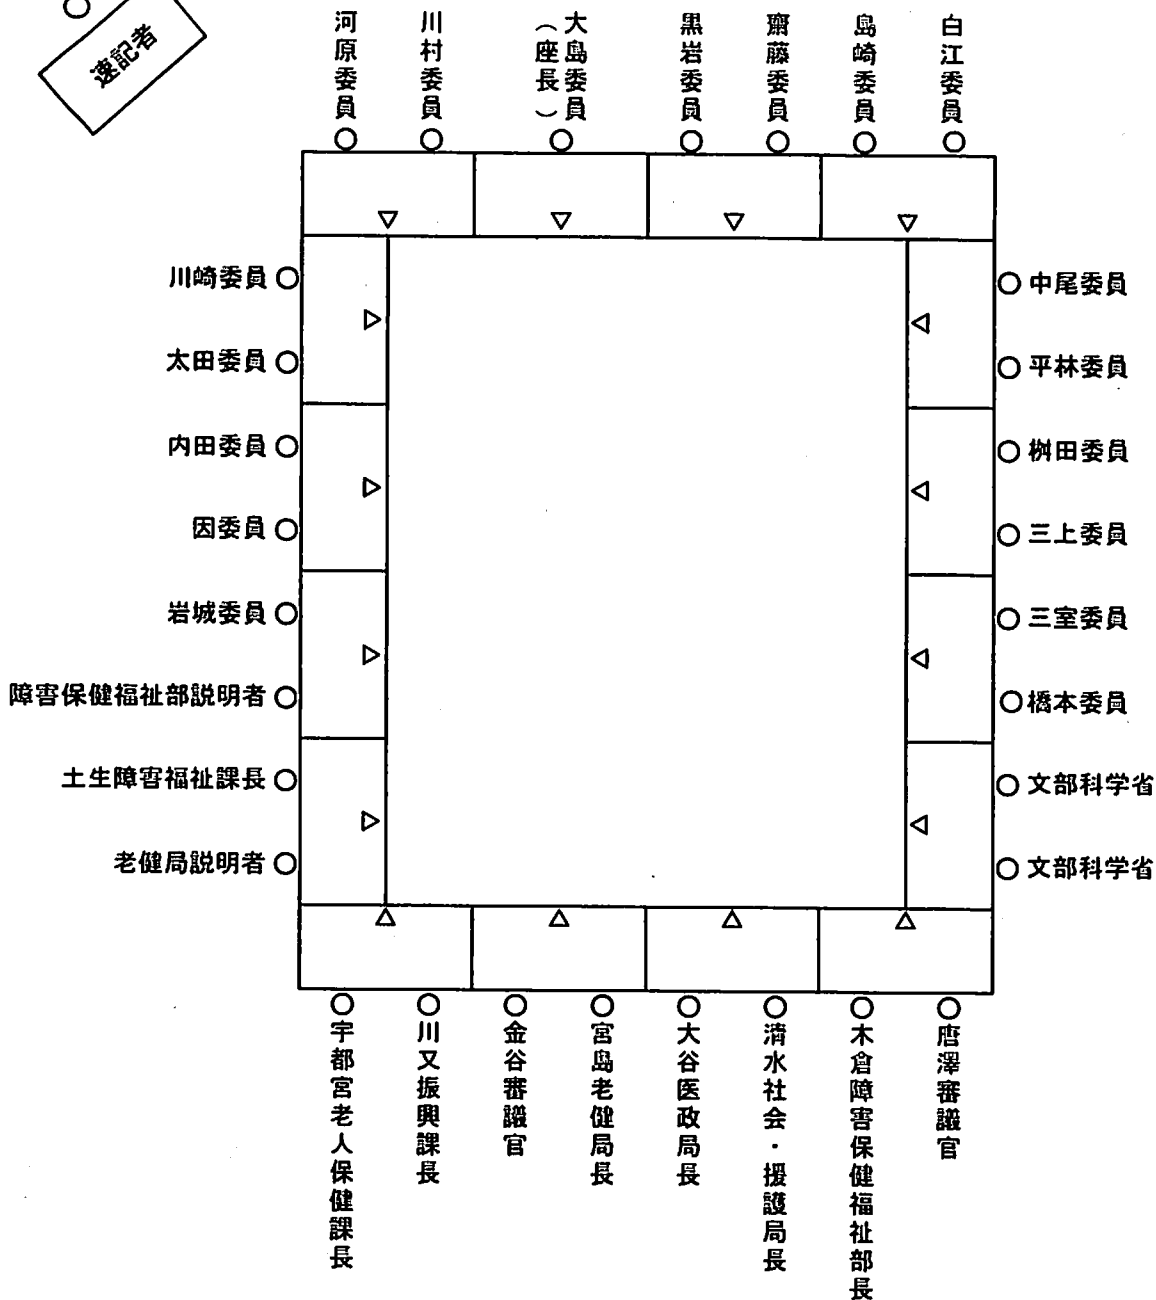 速記者
河原委員
川村委員
大島委員
（座長）
黒岩委員
齋藤委員
島崎委員
白江委員
川崎委員
太田委員
内田委員
因委員
岩城委員
障害保健福祉部説明者
土生障害福祉課長
老健局説明者
中尾委員
平林委員
桝田委員
三上委員
三室委員
橋本委員
文部科学省
文部科学省
宇都宮老人保健課長
川又振興課長
金谷審議官
宮島老健局長
大谷医政局長
清水社会・援護局長
木倉障害保健福祉部長
唐澤審議官